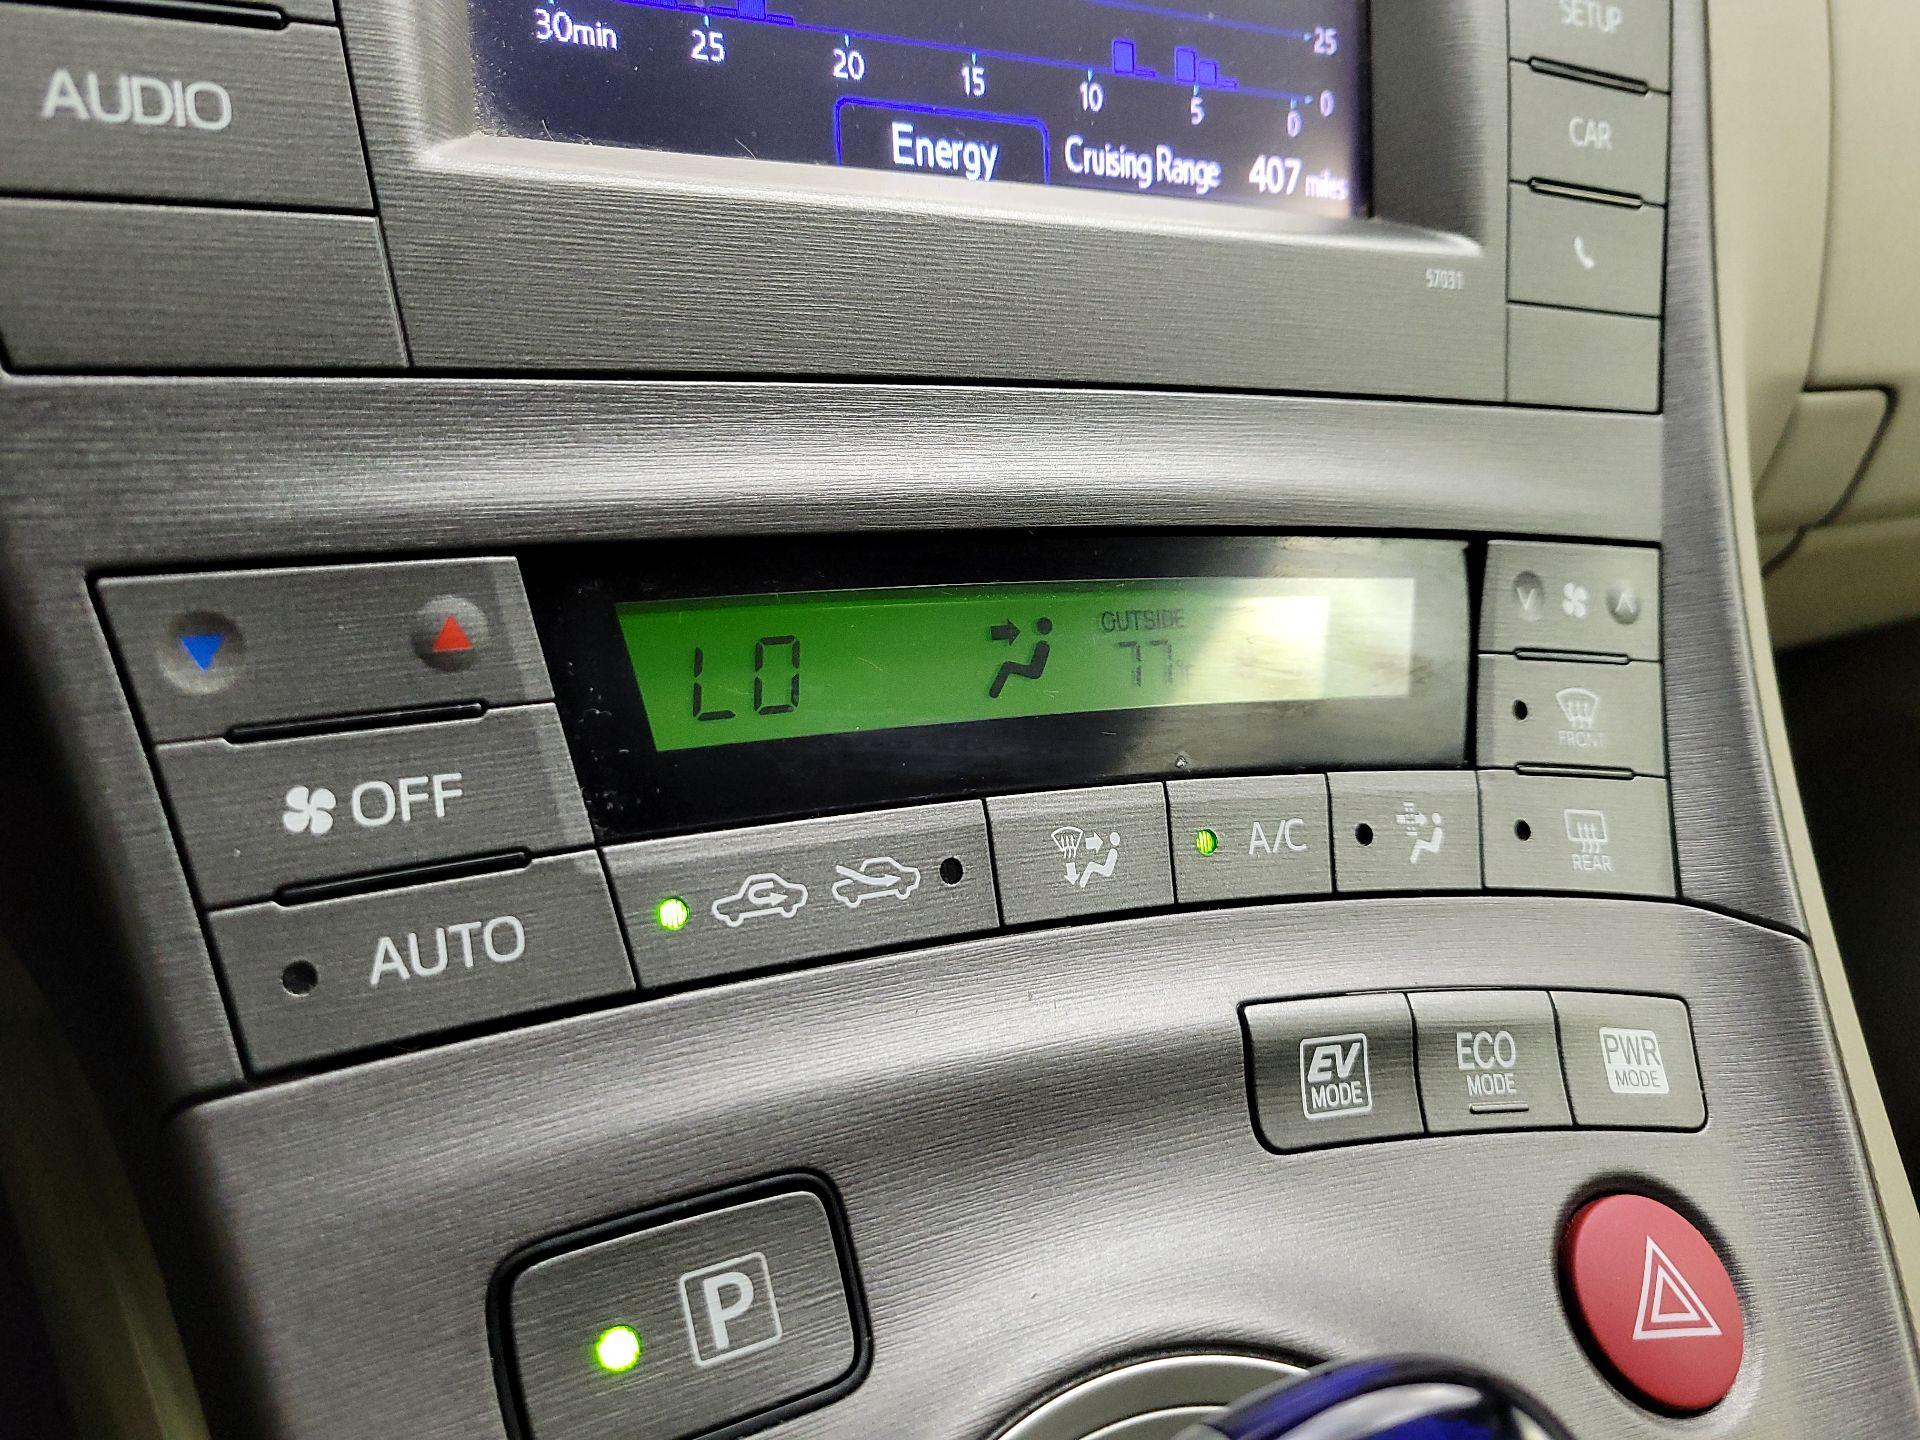 SETUP
25
30min 25 20 15 10 5 0 0
AUDIO
CAR
Energy Cruising Range 407 miles
57031
OUTSIDE
LO 77°F
FRONT
OFF
A/C
REAR
AUTO
EV MODE ECO MODE PWR MODE
P